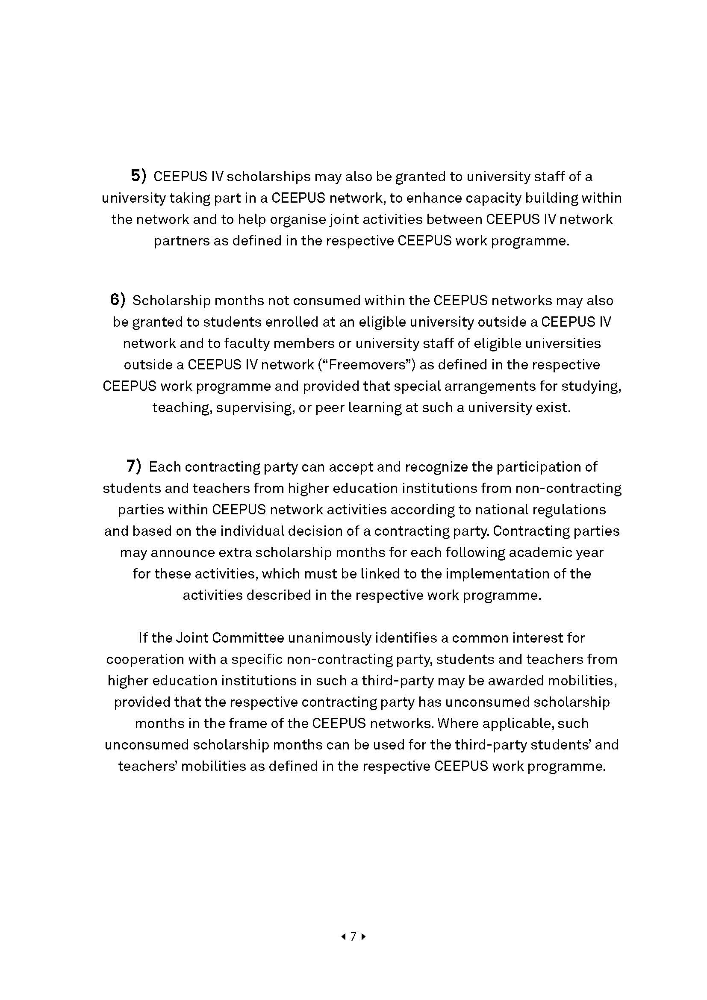 5) CEEPUS IV scholarships may also be granted to university staff of a
university taking part in a CEEPUS network, to enhance capacity building within
the network and to help organise joint activities between CEEPUS IV network
partners as defined in the respective CEEPUS work programme.
6) Scholarship months not consumed within the CEEPUS networks may also
be granted to students enrolled at an eligible university outside a CEEPUS IV
network and to faculty members or university staff of eligible universities
outside a CEEPUS IV network (“Freemovers”) as defined in the respective
CEEPUS work programme and provided that special arrangements for studying,
teaching, supervising, or peer learning at such a university exist.
7) Each contracting party can accept and recognize the participation of
students and teachers from higher education institutions from non-contracting
parties within CEEPUS network activities according to national regulations
and based on the individual decision of a contracting party. Contracting parties
may announce extra scholarship months for each following academic year
for these activities, which must be linked to the implementation of the
activities described in the respective work programme.
If the Joint Committee unanimously identifies a common interest for
cooperation with a specific non-contracting party, students and teachers from
higher education institutions in such a third-party may be awarded mobilities,
provided that the respective contracting party has unconsumed scholarship
months in the frame of the CEEPUS networks. Where applicable, such
unconsumed scholarship months can be used for the third-party students’ and
teachers’ mobilities as defined in the respective CEEPUS work programme.
7